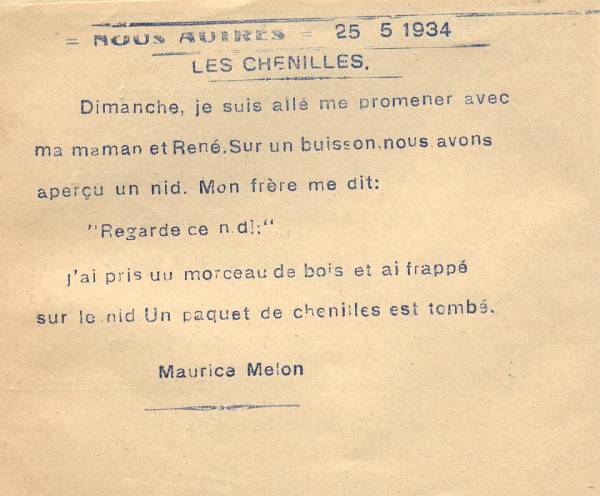 = NOUS AUTRES = 25 5 1934
LES CHENILLES.
Dimanche, je suis allé me promener avec
ma maman et René.Sur un buisson,nous avons
aperçu un nid. Mon frère me dit:
"Regarde ce nid!:"
J'ai pris uu morceau de bois et ai frappé
sur le nid.Un paquet de chenilles est tombé.
Maurice Melon